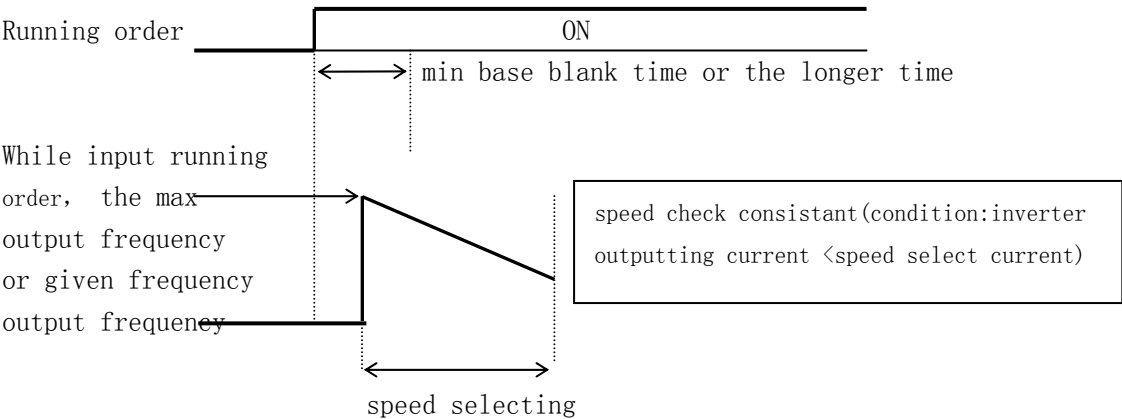 Running order
ON
min base blank time or the longer time
While input running
order, the max
output frequency
or given frequency
output frequency
speed check consistant(condition:inverter
outputting current <speed select current)
speed selecting